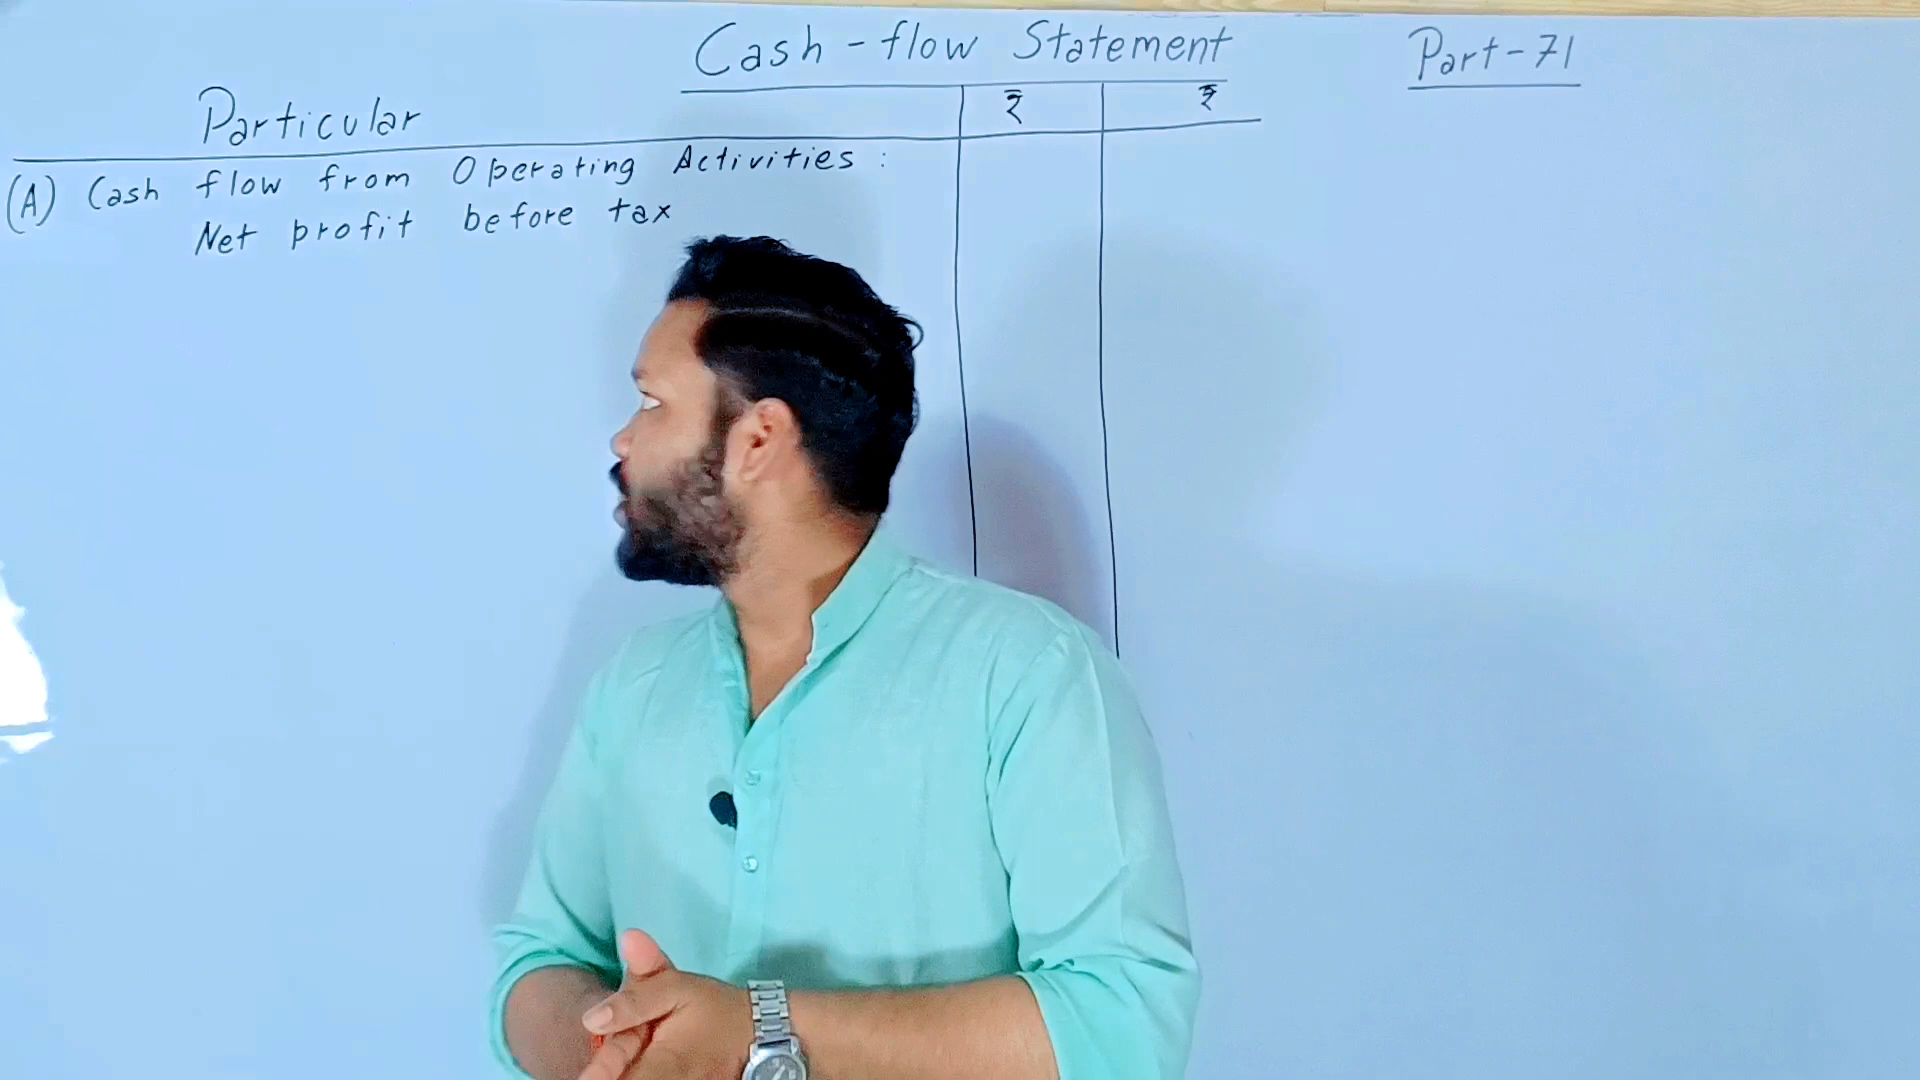 Cash-flow Statement
Part-71
Particular ₹ ₹
(A) Cash flow from Operating Activities:
Net profit before tax